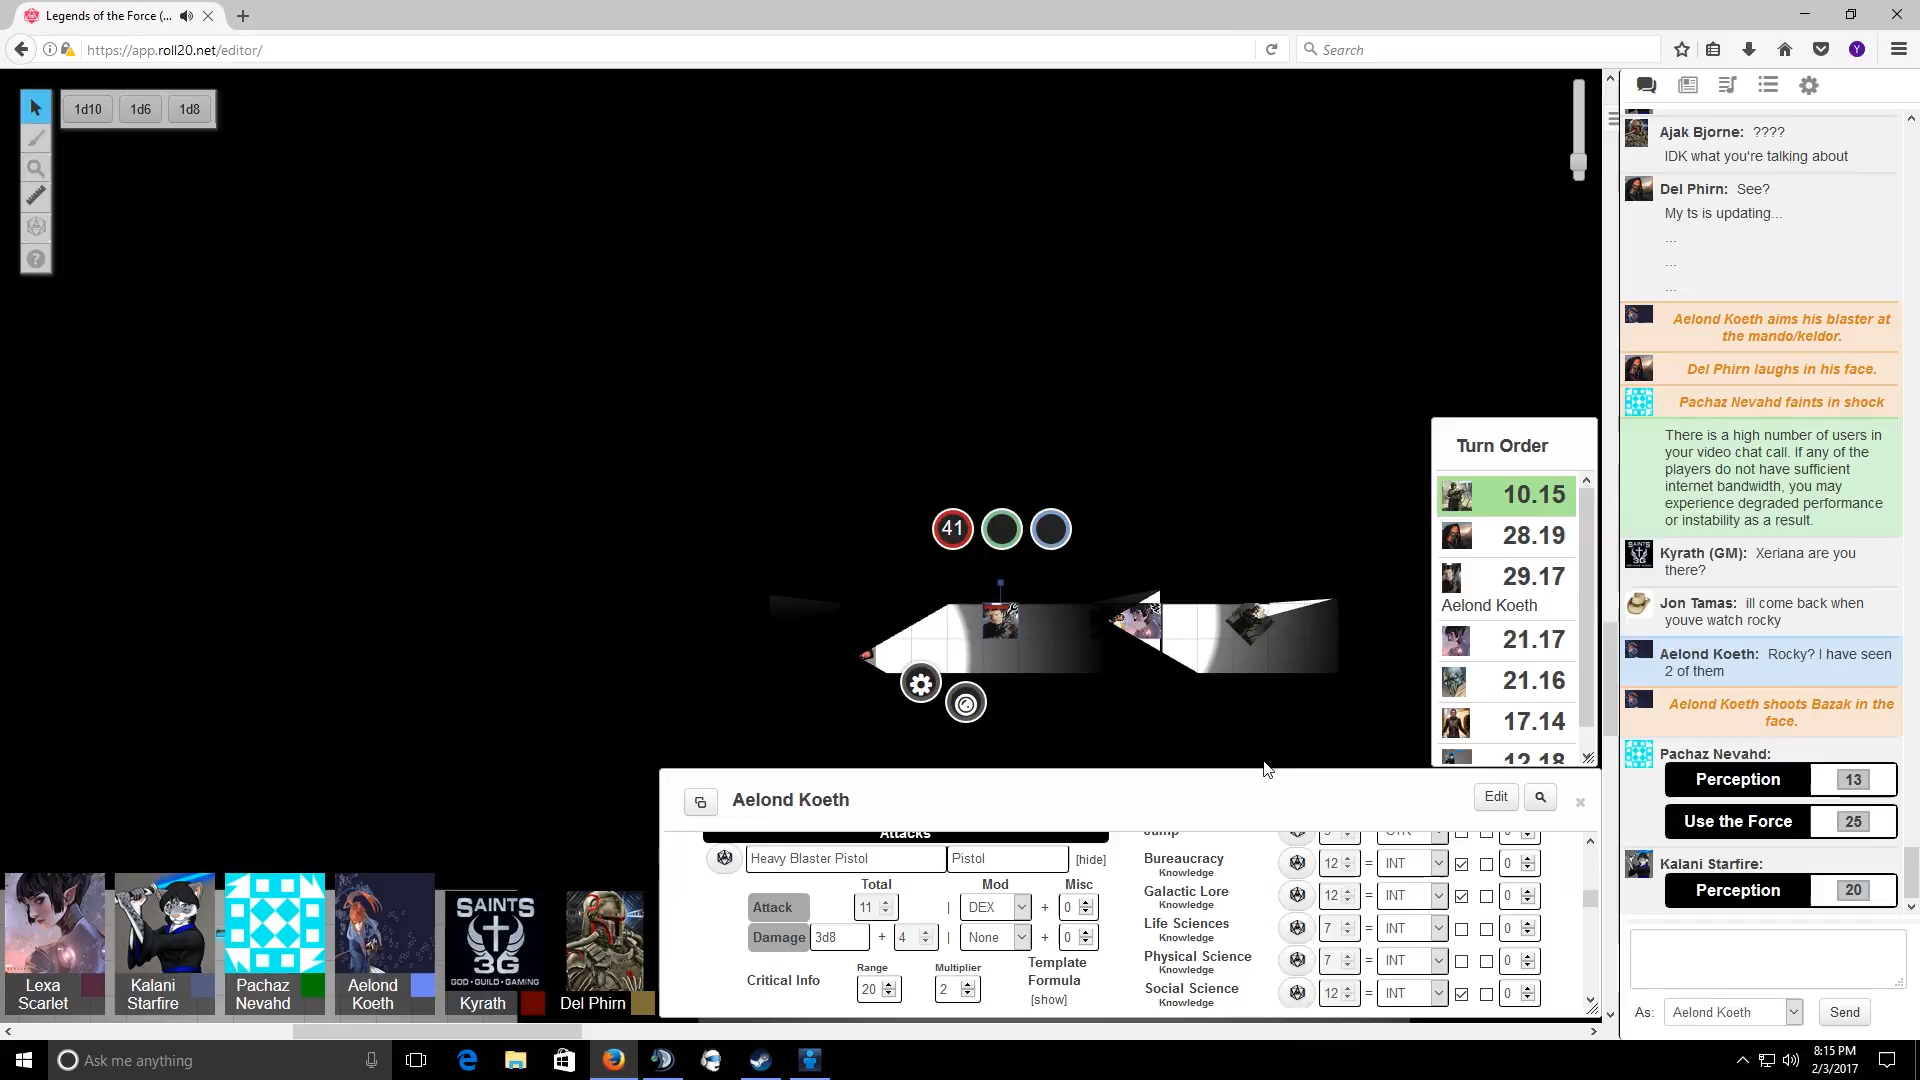 Legends of the Force (...
https://app.roll20.net/editor/
Search
1d10
1d6
1d8
41
Turn Order
10.15
28.19
29.17
Aelond Koeth
21.17
21.16
17.14
12.18
Ajak Bjorne: ????
IDK what you're talking about
Del Phirn: See?
My ts is updating...
...
...
...
Aelond Koeth aims his blaster at
the mando/keldor.
Del Phirn laughs in his face.
Pachaz Nevahd faints in shock
There is a high number of users in
your video chat call. If any of the
players do not have sufficient
internet bandwidth, you may
experience degraded performance
or instability as a result.
Kyrath (GM): Xeriana are you
there?
Jon Tamas: ill come back when
youve watch rocky
Aelond Koeth: Rocky? I have seen
2 of them
Aelond Koeth shoots Bazak in the
face.
Pachaz Nevahd:
Perception 13
Use the Force 25
Kalani Starfire:
Perception 20
As: Aelond Koeth
Send
Aelond Koeth
Edit
Attacks
Heavy Blaster Pistol
Pistol
[hide]
Total
Mod
Misc
Attack
11
|
DEX
+
0
Damage
3d8
+
4
|
None
+
0
Critical Info
Range
20
Multiplier
2
Template
Formula
[show]
Jump
Bureaucracy
Knowledge
12 = INT 0
Galactic Lore
Knowledge
12 = INT 0
Life Sciences
Knowledge
7 = INT 0
Physical Science
Knowledge
7 = INT 0
Social Science
Knowledge
12 = INT 0
Lexa
Scarlet
Kalani
Starfire
Pachaz
Nevahd
Aelond
Koeth
SAINTS
3G
GOD - GUILD - GAMING
Kyrath
Del Phirn
Ask me anything
8:15 PM
2/3/2017